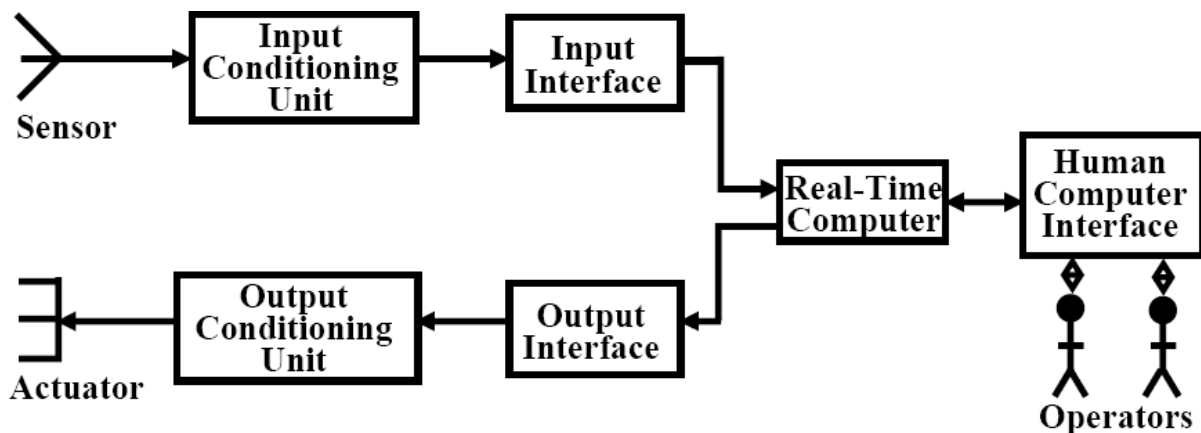 Sensor
Input
Conditioning
Unit
Input
Interface
Real-Time
Computer
Human
Computer
Interface
Operators
Output
Interface
Output
Conditioning
Unit
Actuator